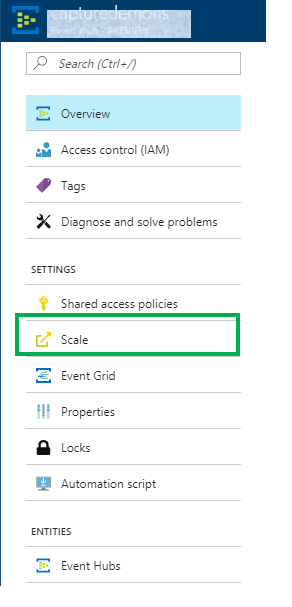 capturedemons
Event Hub - PREVIEW
Search (Ctrl+/)
Overview
Access control (IAM)
Tags
Diagnose and solve problems
SETTINGS
Shared access policies
Scale
Event Grid
Properties
Locks
Automation script
ENTITIES
Event Hubs